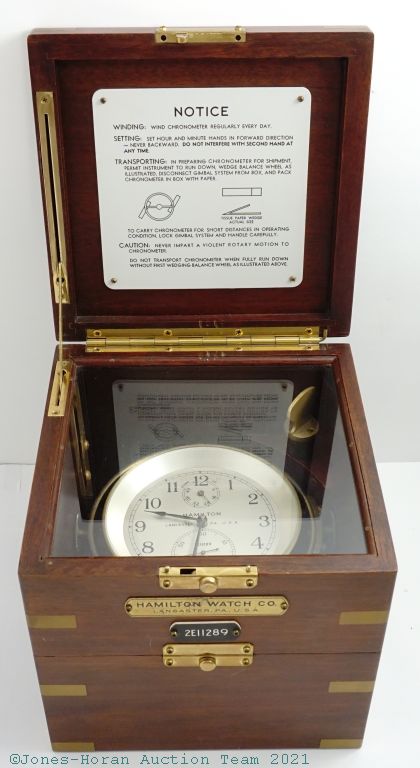 NOTICE
WINDING: WIND CHRONOMETER REGULARLY EVERY DAY.
SETTING: SET HOUR AND MINUTE HANDS IN FORWARD DIRECTION
— NEVER BACKWARD. DO NOT INTERFERE WITH SECOND HAND AT
ANY TIME.
TRANSPORTING: IN PREPARING CHRONOMETER FOR SHIPMENT,
PERMIT INSTRUMENT TO RUN DOWN, WEDGE BALANCE WHEEL AS
ILLUSTRATED, DISCONNECT GIMBAL SYSTEM FROM BOX, AND PACK
CHRONOMETER IN BOX WITH PAPER.
TISSUE PAPER WEDGE
ACTUAL SIZE
TO CARRY CHRONOMETER FOR SHORT DISTANCES IN OPERATING
CONDITION, LOCK GIMBAL SYSTEM AND HANDLE CAREFULLY.
CAUTION: NEVER IMPART A VIOLENT ROTARY MOTION TO
CHRONOMETER.
DO NOT TRANSPORT CHRONOMETER WHEN FULLY RUN DOWN
WITHOUT FIRST WEDGING BALANCE WHEEL AS ILLUSTRATED ABOVE.
11 12 1
10 2
9 3
8 4
HAMILTON
LANCASTER, PA., U.S.A.
HAMILTON WATCH CO.
LANCASTER, PA., U.S.A.
2E11289
©Jones-Horan Auction Team 2021